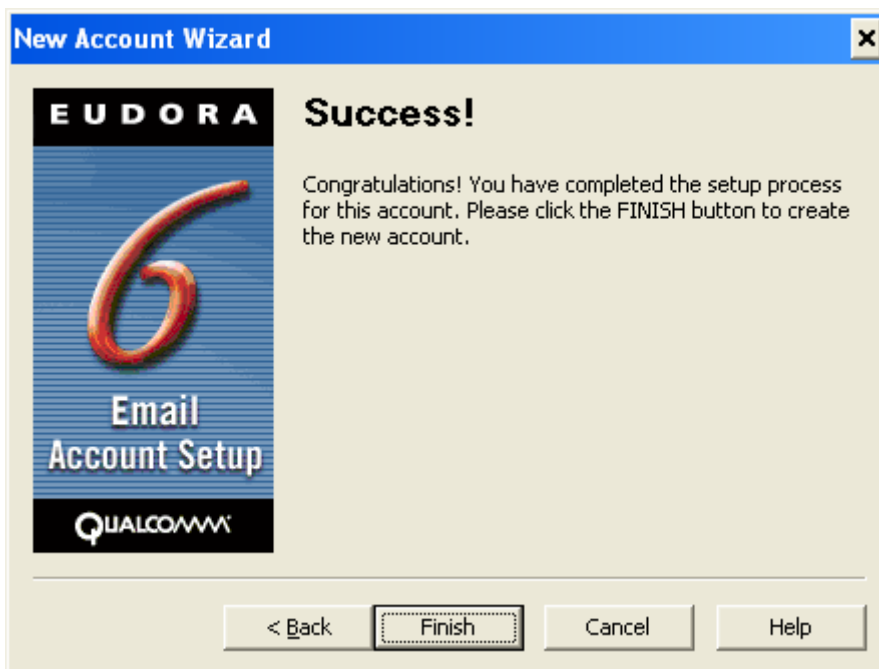 New Account Wizard
EUDORA
6
Email
Account Setup
QUALCOMM
Success!
Congratulations! You have completed the setup process
for this account. Please click the FINISH button to create
the new account.
< Back
Finish
Cancel
Help